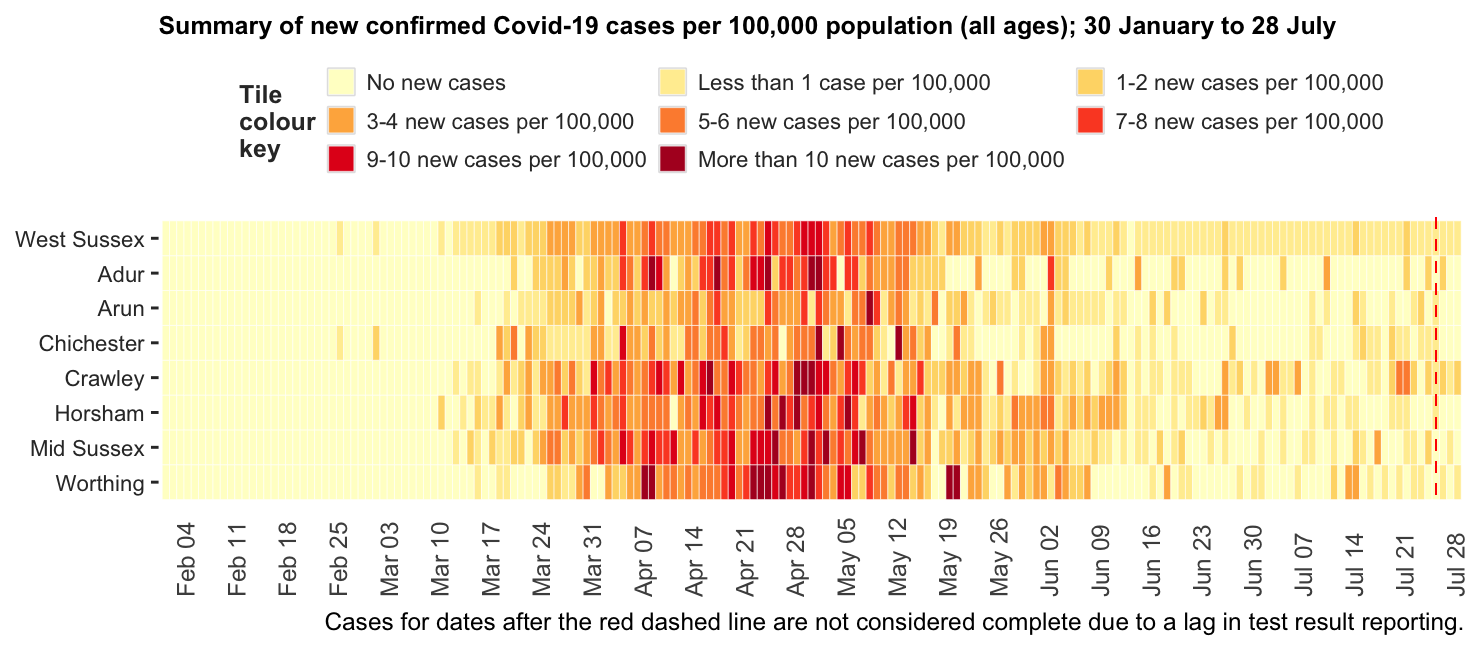 Summary of new confirmed Covid-19 cases per 100,000 population (all ages); 30 January to 28 July
Tile
colour
key
No new cases
Less than 1 case per 100,000
1-2 new cases per 100,000
3-4 new cases per 100,000
5-6 new cases per 100,000
7-8 new cases per 100,000
9-10 new cases per 100,000
More than 10 new cases per 100,000
West Sussex
Adur
Arun
Chichester
Crawley
Horsham
Mid Sussex
Worthing
Feb 04
Feb 11
Feb 18
Feb 25
Mar 03
Mar 10
Mar 17
Mar 24
Mar 31
Apr 07
Apr 14
Apr 21
Apr 28
May 05
May 12
May 19
May 26
Jun 02
Jun 09
Jun 16
Jun 23
Jun 30
Jul 07
Jul 14
Jul 21
Jul 28
Cases for dates after the red dashed line are not considered complete due to a lag in test result reporting.